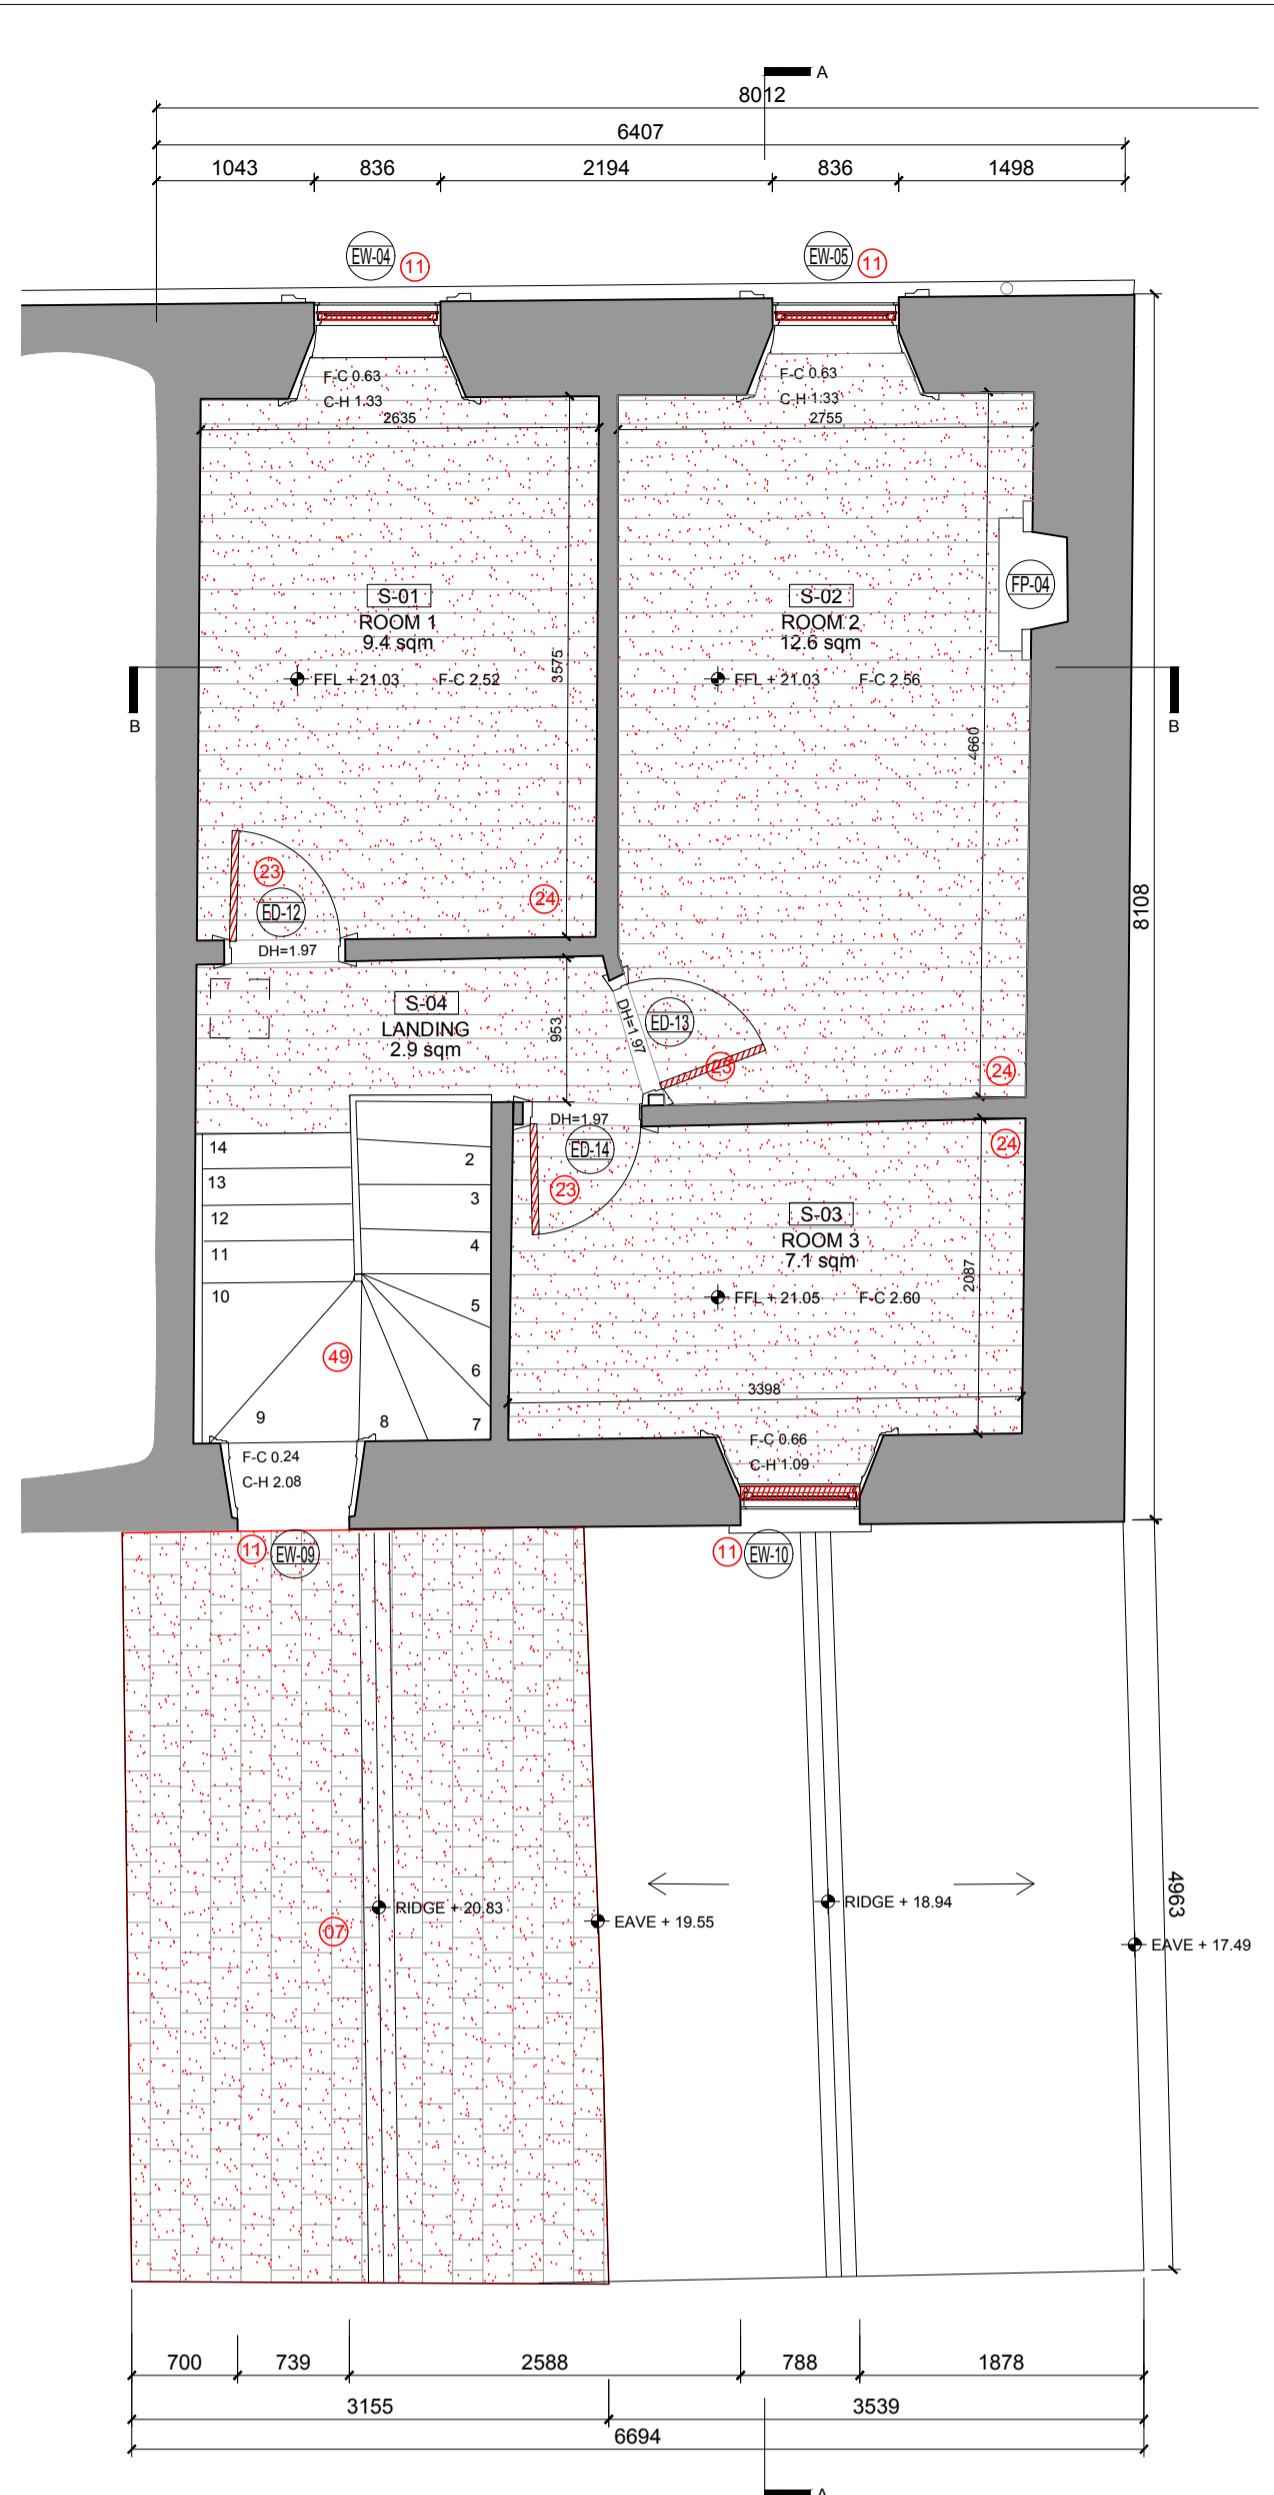 A
8012
6407
1043 836 2194 836 1498
EW-04 11 EW-05 11
F-C 0.63 F-C 0.63
C-H 1.33 C-H 1.33
2635 2755
FP-04
S-01 S-02
ROOM 1 ROOM 2
9.4 sqm 12.6 sqm
3575
FFL + 21.03 F-C 2.52 FFL + 21.03 F-C 2.56
B B
4660
23
24
ED-12
8108
DH=1.97
S-04
LANDING
2.9 sqm
953
DH=1.97
ED-13
23
24
DH=1.97
ED-14
24
14
2
13
23
3
12
S-03
ROOM 3
7.1 sqm
11
4
2087
10
5
FFL + 21.05 F-C 2.60
49
6
3398
9 8 7
F-C 0.24
C-H 2.08
F-C 0.66
C-H 1.09
11 EW-09 11 EW-10
4963
RIDGE + 20.83
RIDGE + 18.94
07
EAVE + 19.55
EAVE + 17.49
700 739 2588 788 1878
3155 3539
6694
A